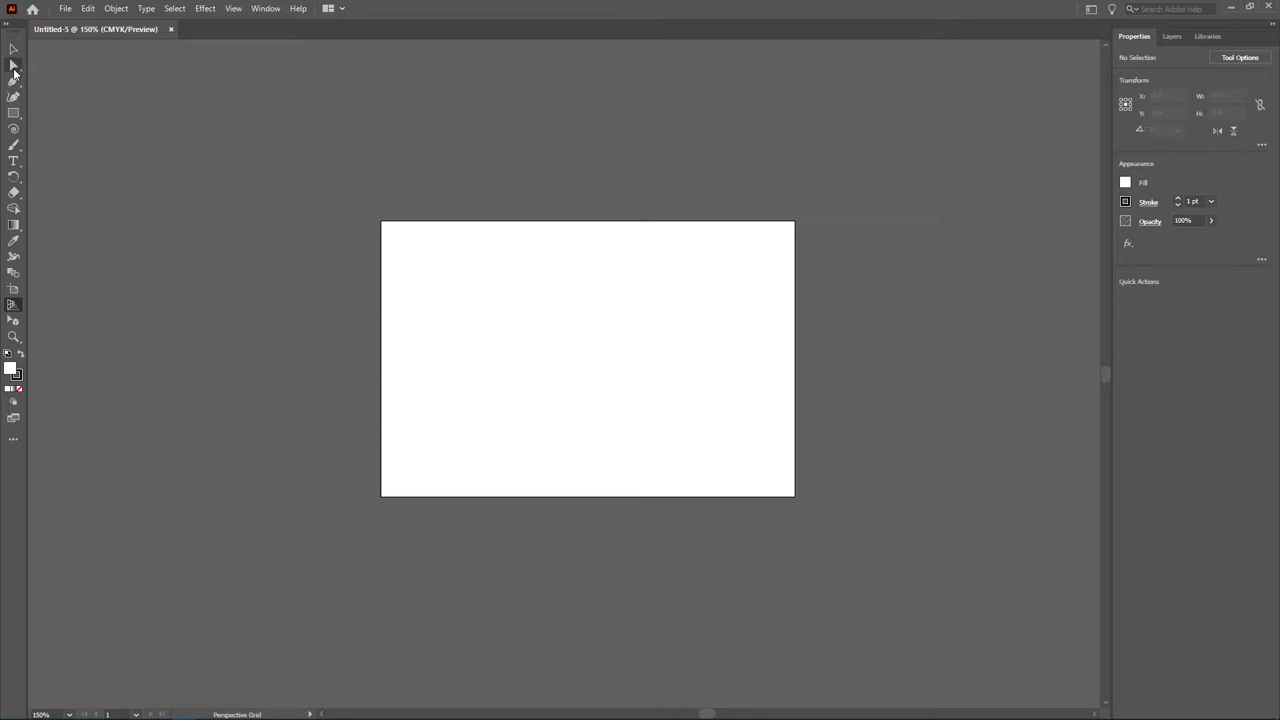 Ai File Edit Object Type Select Effect View Window Help Search Adobe Help
Untitled-5 @ 150% (CMYK/Preview) ×
Properties Layers Libraries
No Selection Tool Options
Transform
X: W:
Y: H:
Appearance
Fill
Stroke 1 pt
Opacity 100%
fx.
Quick Actions
150% 1 Perspective Grid